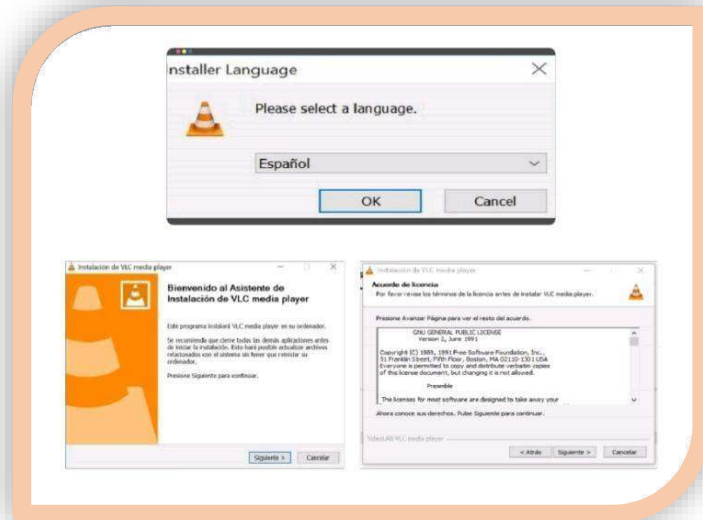 nstaller Language
Please select a language.
Español
OK
Cancel
Instalación de VLC media player
Bienvenido al Asistente de
Instalación de VLC media player
Este programa instalará VLC media player en su ordenador.
Se recomienda que cierre todas las demás aplicaciones antes
de iniciar la instalación. Esto hará posible actualizar archivos
relacionados con el sistema sin tener que reiniciar su
ordenador.
Presione Siguiente para continuar.
Siguiente >
Cancelar
Instalación de VLC media player
Acuerdo de licencia
Por favor revise los términos de la licencia antes de instalar VLC media player.
Presione Avanzar Página para ver el resto del acuerdo.
GNU GENERAL PUBLIC LICENSE
Version 2, June 1991
Copyright (C) 1989, 1991 Free Software Foundation, Inc.,
51 Franklin Street, Fifth Floor, Boston, MA 02110-1301 USA
Everyone is permitted to copy and distribute verbatim copies
of this license document, but changing it is not allowed.
Preamble
The licenses for most software are designed to take away your
Ahora conoce sus derechos. Pulse Siguiente para continuar.
VideoLAN VLC media player
< Atrás
Siguiente >
Cancelar